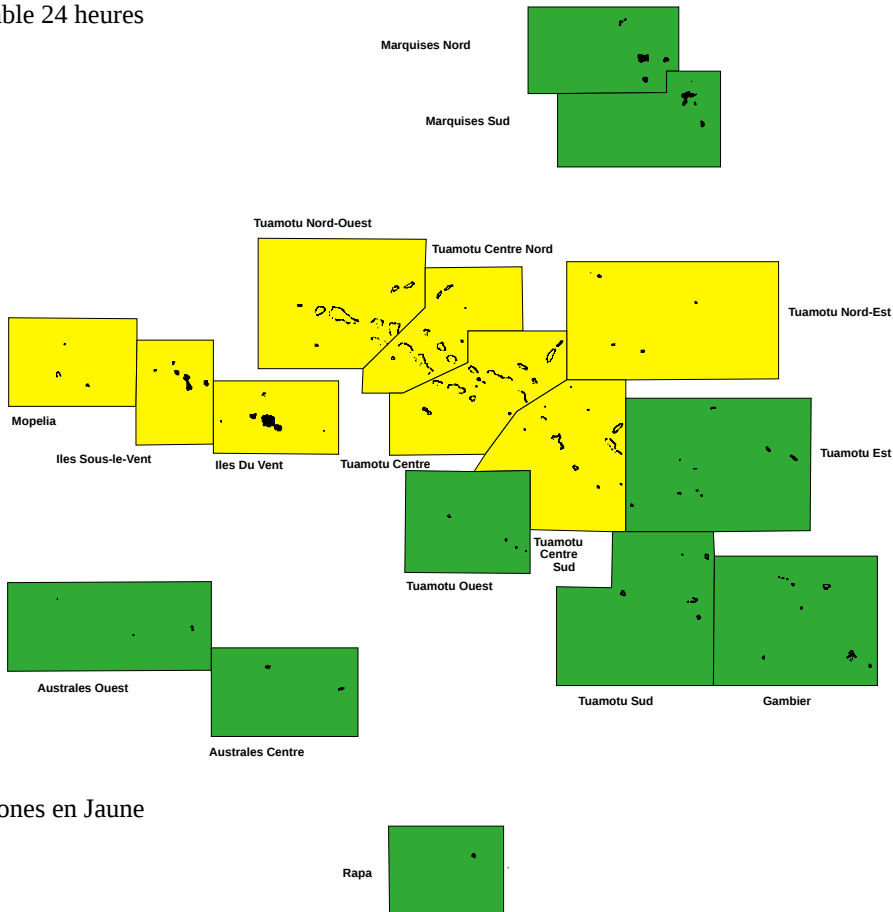 24 heures
Marquises Nord
Marquises Sud
Tuamotu Nord-Ouest
Tuamotu Centre Nord
Tuamotu Nord-Est
Mopelia
Tuamotu Est
Iles Sous-le-Vent
Iles Du Vent
Tuamotu Centre
Tuamotu
Centre
Sud
Tuamotu Ouest
Australes Ouest
Tuamotu Sud
Gambier
Australes Centre
en Jaune
Rapa